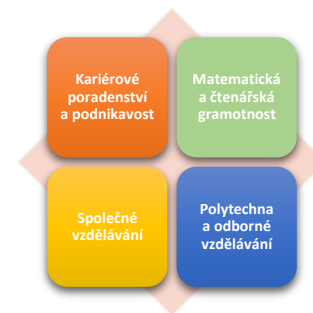 Kariérové
poradenství
a podnikavost
Matematická
a čtenářská
gramotnost
Společné
vzdělávání
Polytechna
a odborné
vzdělávání